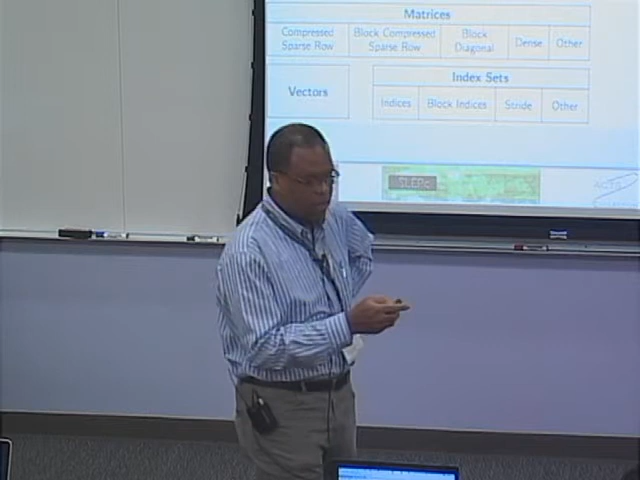 Matrices
Compressed Sparse Row
Block Compressed Sparse Row
Block Diagonal
Dense
Other
Vectors
Index Sets
Indices
Block Indices
Stride
Other
SLEPc
ACTS